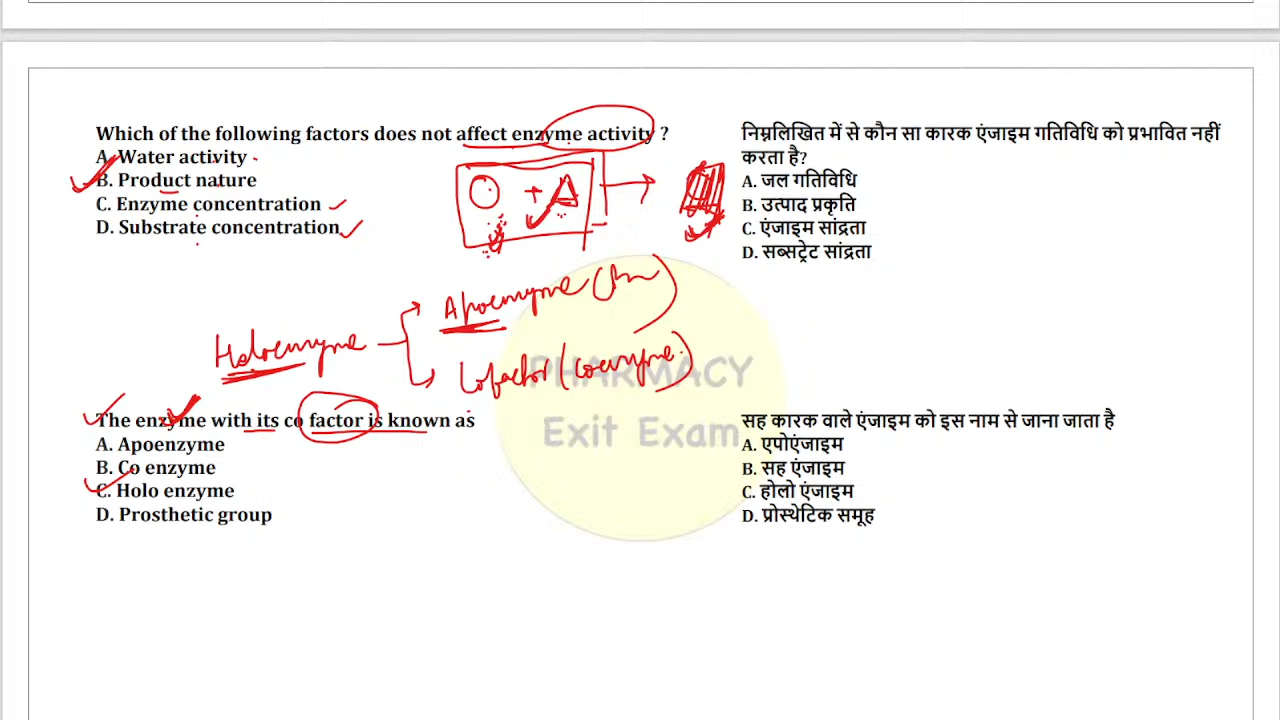 Which of the following factors does not affect enzyme activity ?
A. Water activity
B. Product nature
C. Enzyme concentration
D. Substrate concentration
निम्नलिखित में से कौन सा कारक एंजाइम गतिविधि को प्रभावित नहीं
करता है?
A. जल गतिविधि
B. उत्पाद प्रकृति
C. एंजाइम सांद्रता
D. सब्सट्रेट सांद्रता
+
Holoenzyme
Apoenzyme
Cofactor (coenzyme)
PHARMACY
Exit Exam
The enzyme with its co factor is known as
A. Apoenzyme
B. Co enzyme
C. Holo enzyme
D. Prosthetic group
सह कारक वाले एंजाइम को इस नाम से जाना जाता है
A. एपोएंजाइम
B. सह एंजाइम
C. होलो एंजाइम
D. प्रोस्थेटिक समूह